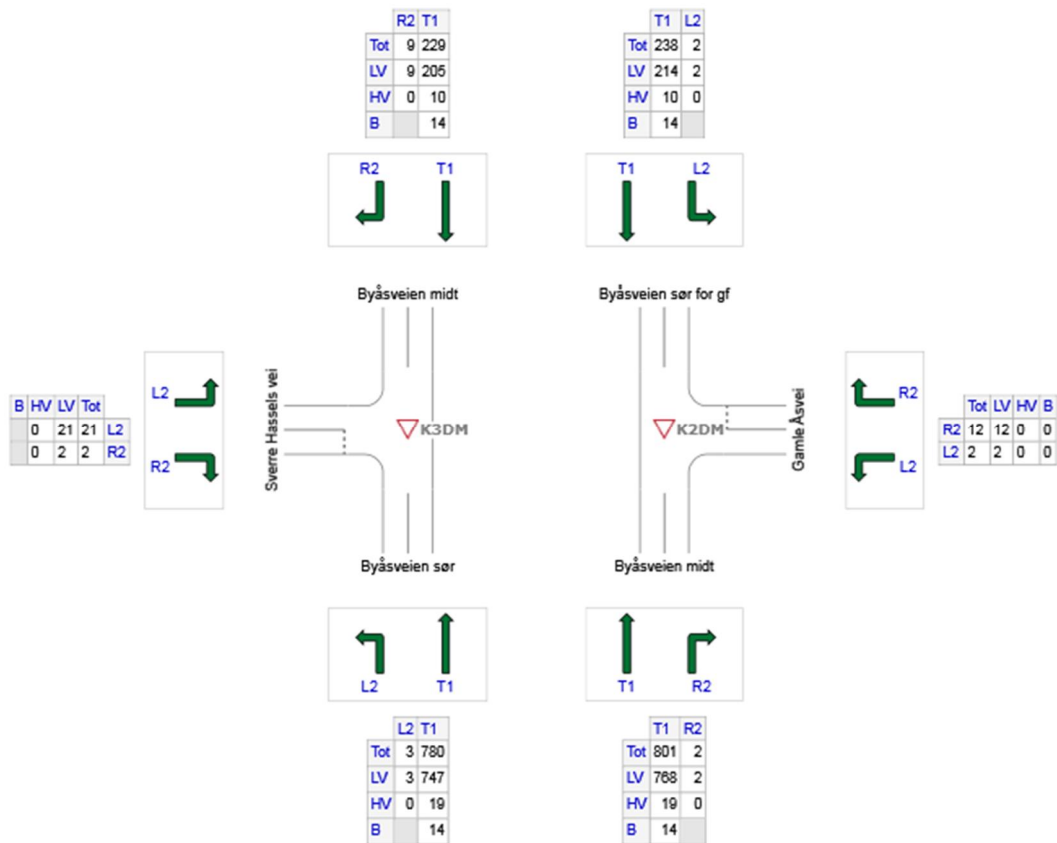 R2 T1
Tot 9 229
LV 9 205
HV 0 10
B 14
T1 L2
Tot 238 2
LV 214 2
HV 10 0
B 14
R2 T1
T1 L2
Byåsveien midt
Byåsveien sør for gf
L2
R2
B HV LV Tot
0 21 21 L2
0 2 2 R2
Sverre Hassels vei
K3DM
K2DM
Gamle Åsvei
R2
L2
Tot LV HV B
R2 12 12 0 0
L2 2 2 0 0
Byåsveien sør
Byåsveien midt
L2 T1
T1 R2
L2 T1
Tot 3 780
LV 3 747
HV 0 19
B 14
T1 R2
Tot 801 2
LV 768 2
HV 19 0
B 14